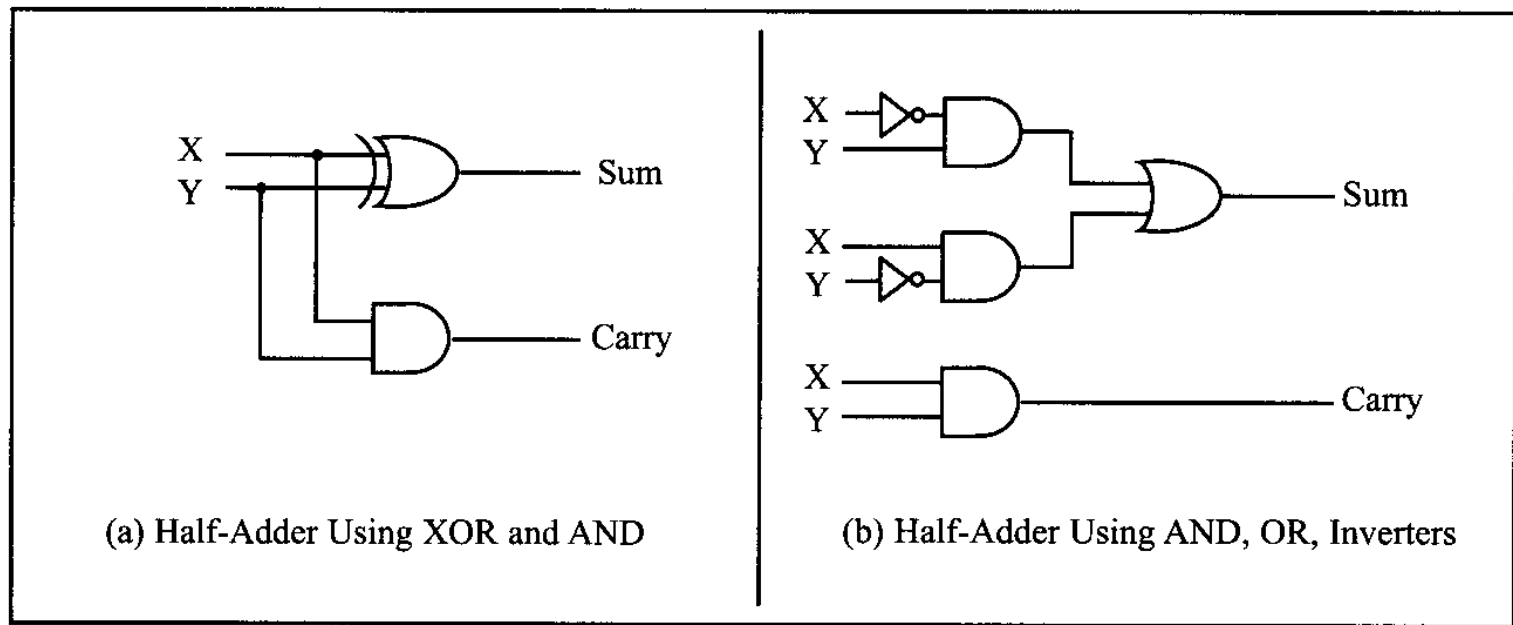 X
Y
Sum
Carry
(a) Half-Adder Using XOR and AND
X
Y
X
Y
Sum
X
Y
Carry
(b) Half-Adder Using AND, OR, Inverters